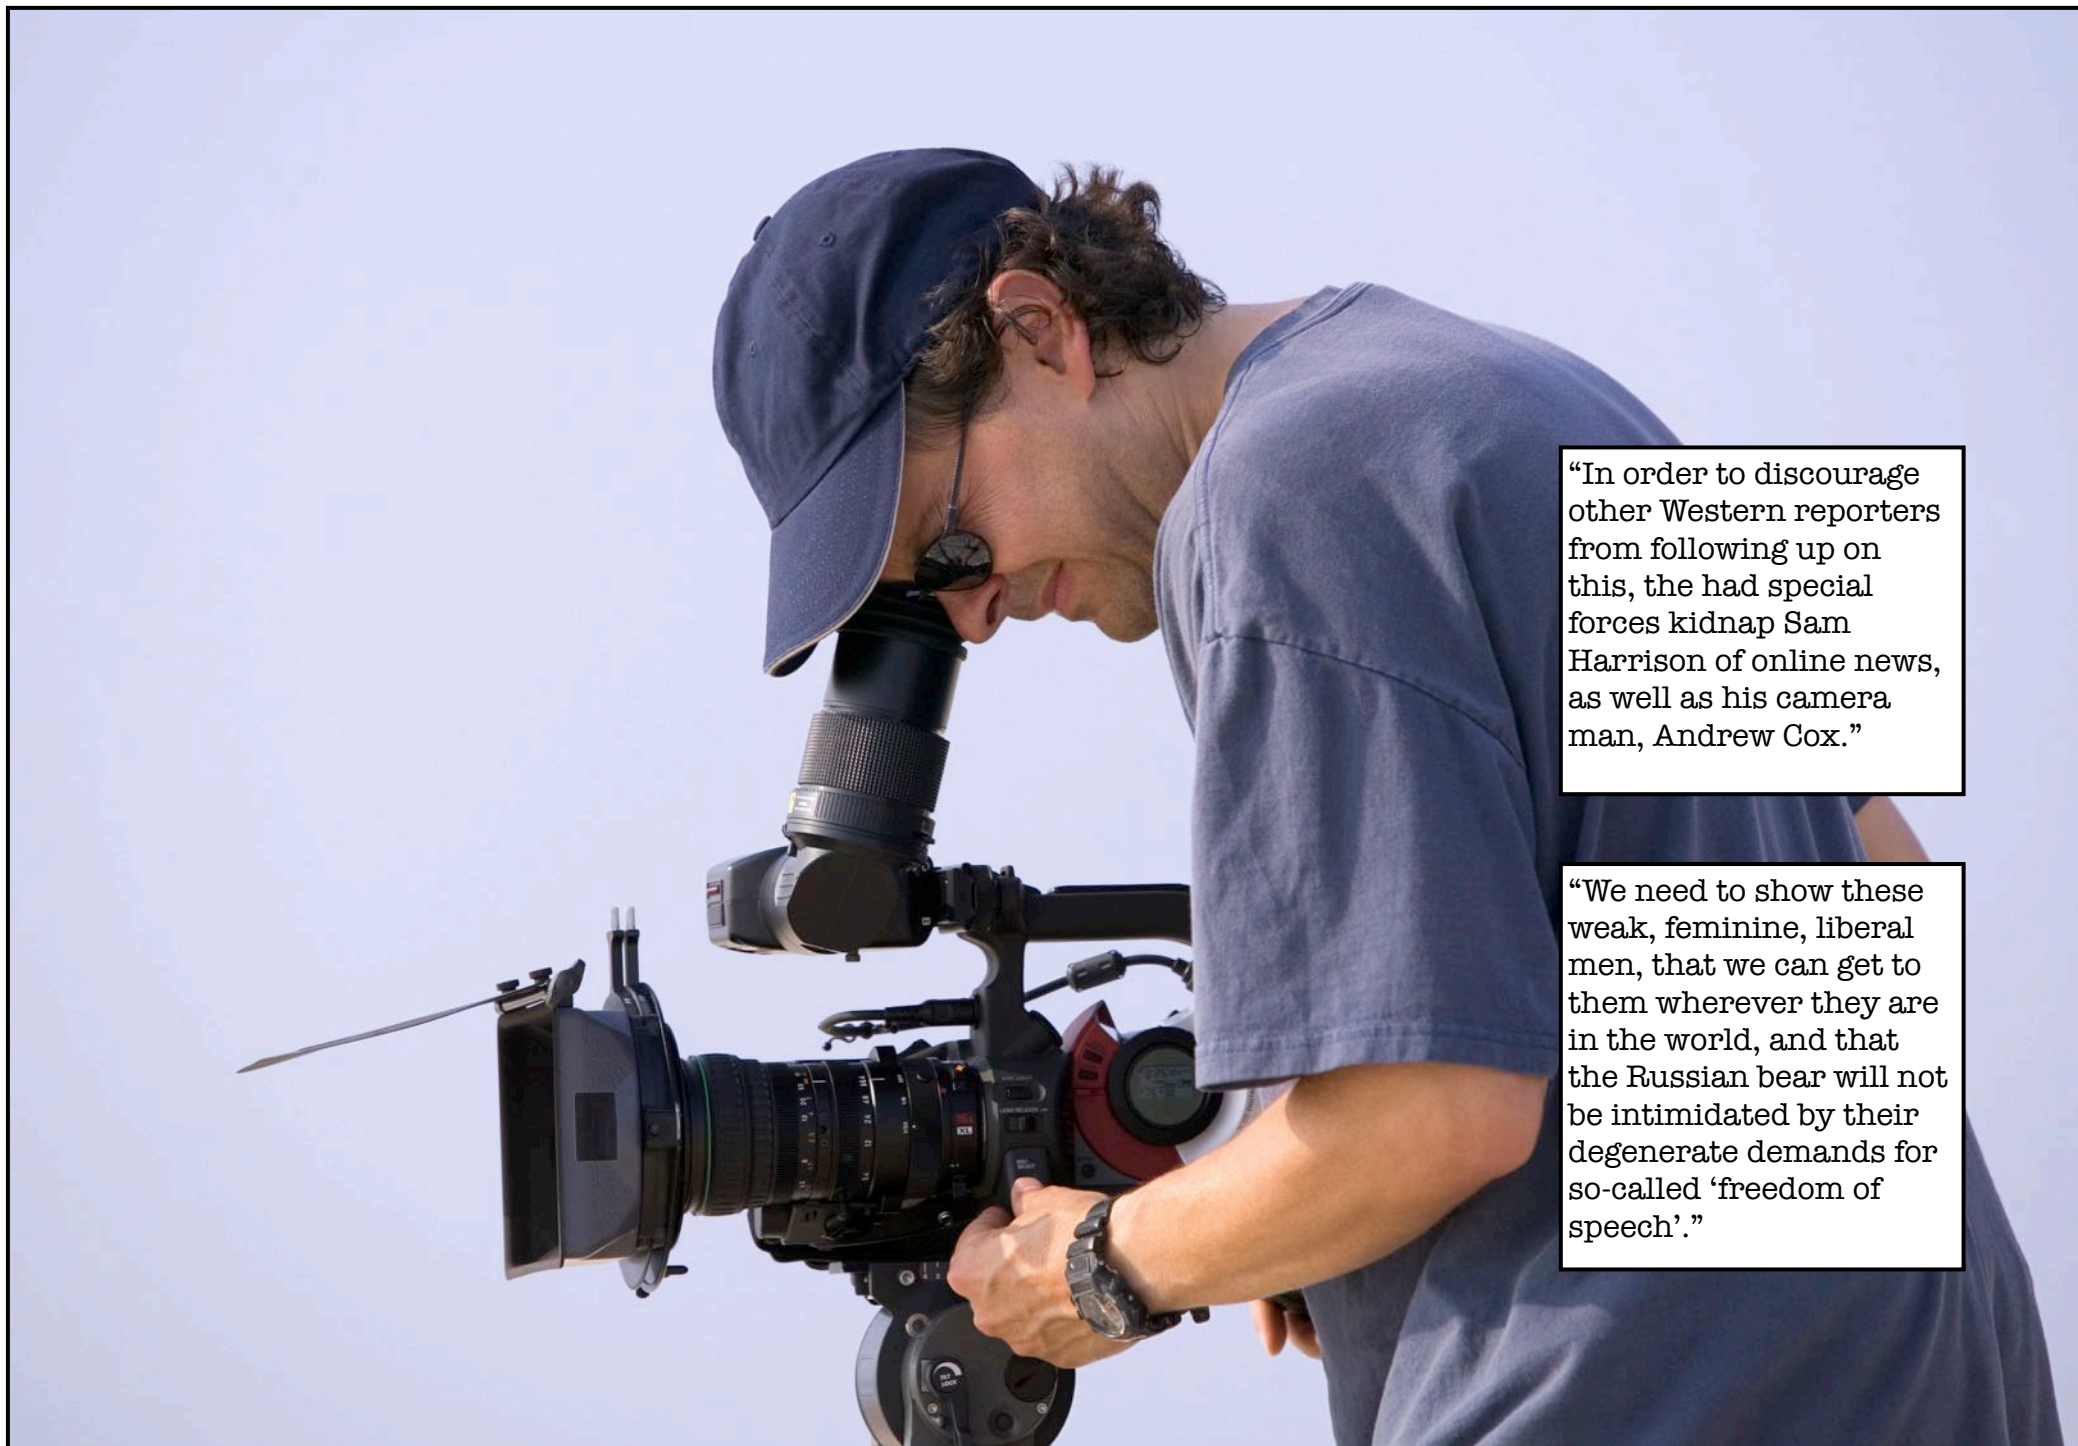 “In order to discourage
other Western reporters
from following up on
this, the had special
forces kidnap Sam
Harrison of online news,
as well as his camera
man, Andrew Cox.”
“We need to show these
weak, feminine, liberal
men, that we can get to
them wherever they are
in the world, and that
the Russian bear will not
be intimidated by their
degenerate demands for
so-called ‘freedom of
speech’.”
XL
TILT
LOCK